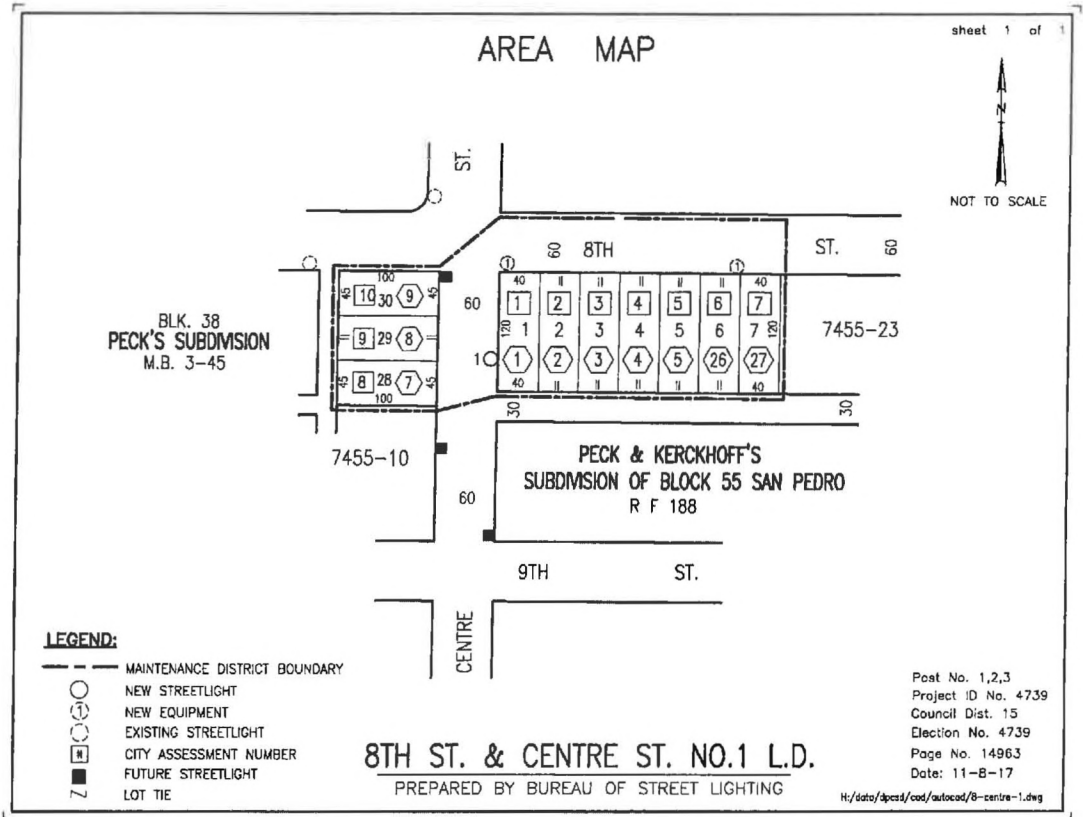 sheet 1 of 1
AREA MAP
N
NOT TO SCALE
ST.
60 8TH ST. 60
1 1
100
45 10 30 9 45
60
40 " " " " " 40
1 2 3 4 5 6 7
BLK. 38
PECK'S SUBDIVISION
M.B. 3-45
= 9 29 8 =
120 1 2 3 4 5 6 7 120
7455-23
1 1 2 3 4 5 26 27
45 8 28 7 45
100
40 " " " " " 40
30 30
7455-10
PECK & KERCKHOFF'S
SUBDIVISION OF BLOCK 55 SAN PEDRO
R F 188
60
9TH ST.
CENTRE
LEGEND:
MAINTENANCE DISTRICT BOUNDARY
NEW STREETLIGHT
1 NEW EQUIPMENT
EXISTING STREETLIGHT
# CITY ASSESSMENT NUMBER
FUTURE STREETLIGHT
LOT TIE
8TH ST. & CENTRE ST. NO.1 L.D.
PREPARED BY BUREAU OF STREET LIGHTING
Post No. 1,2,3
Project ID No. 4739
Council Dist. 15
Election No. 4739
Page No. 14963
Date: 11-8-17
H:/data/dpcsd/cad/autocad/8-centre-1.dwg